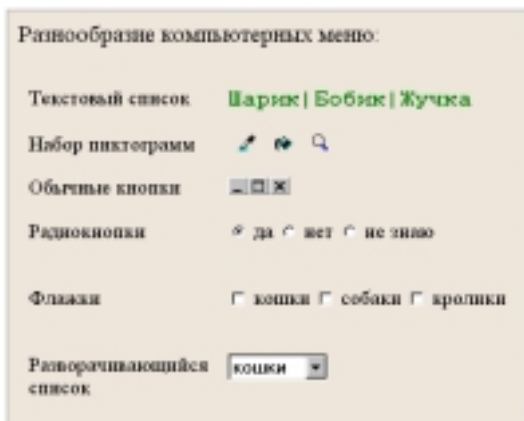 Разнообразие компьютерных меню:
Текстовый список Шарик|Бобик|Жучка
Набор пиктограмм
Обычные кнопки
Радиокнопки да нет не знаю
Флажки кошки собаки кролики
Разворачивающийся список кошки